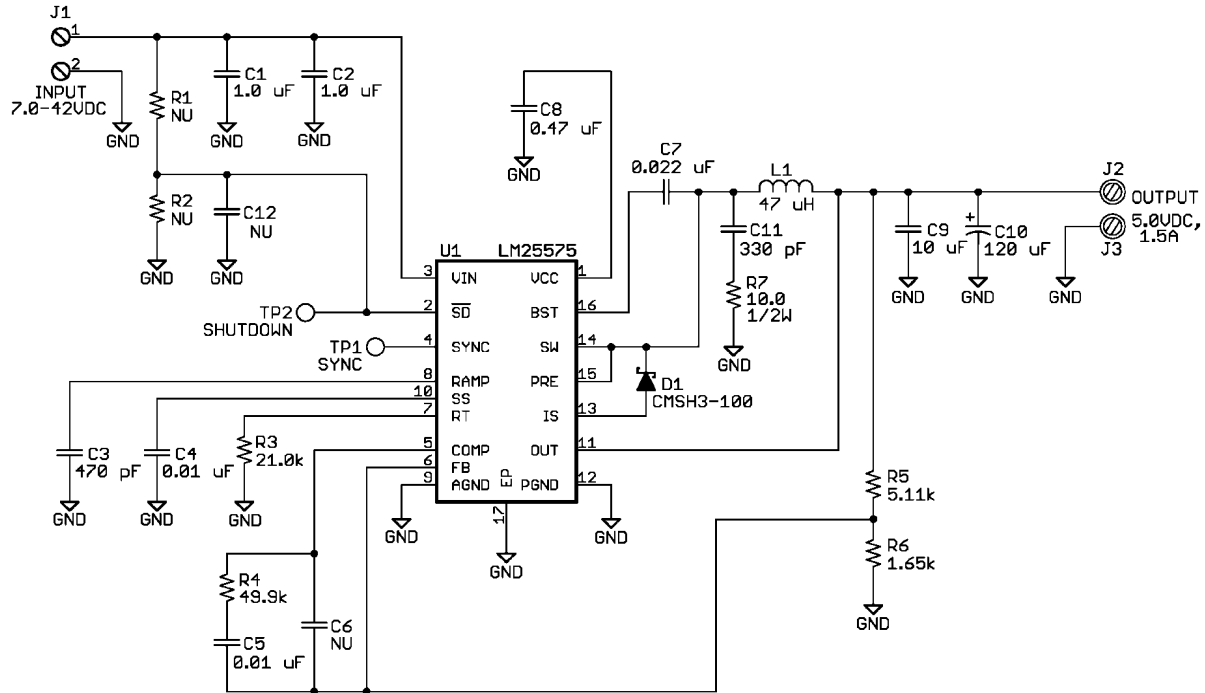 J1
1
2
INPUT
7.0-42VDC
GND
R1
NU
C1
1.0 uF
GND
C2
1.0 uF
GND
R2
NU
GND
C12
NU
GND
C8
0.47 uF
GND
C7
0.022 uF
L1
47 uH
C11
330 pF
R7
10.0
1/2W
GND
C9
10 uF
GND
+
C10
120 uF
GND
J2
OUTPUT
5.0VDC,
1.5A
J3
GND
U1 LM25575
3 VIN VCC 1
2 SD BST 16
4 SYNC SW 14
8 RAMP PRE 15
10 SS
7 RT IS 13
5 COMP OUT 11
6 FB
9 AGND EP PGND 12
17
GND
GND
GND
TP2
SHUTDOWN
TP1
SYNC
D1
CMSH3-100
C3
470 pF
GND
C4
0.01 uF
GND
R3
21.0k
GND
R5
5.11k
R6
1.65k
GND
R4
49.9k
C5
0.01 uF
C6
NU